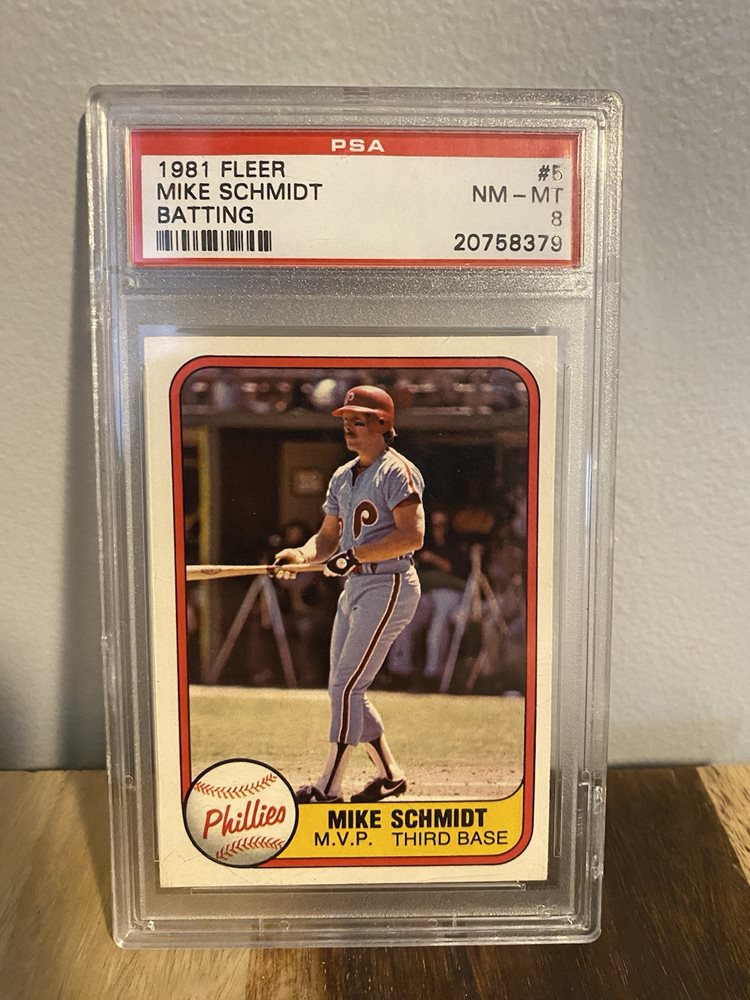 PSA
1981 FLEER #5
MIKE SCHMIDT NM-MT
BATTING 8
20758379
P
P
Phillies
MIKE SCHMIDT
M.V.P. THIRD BASE